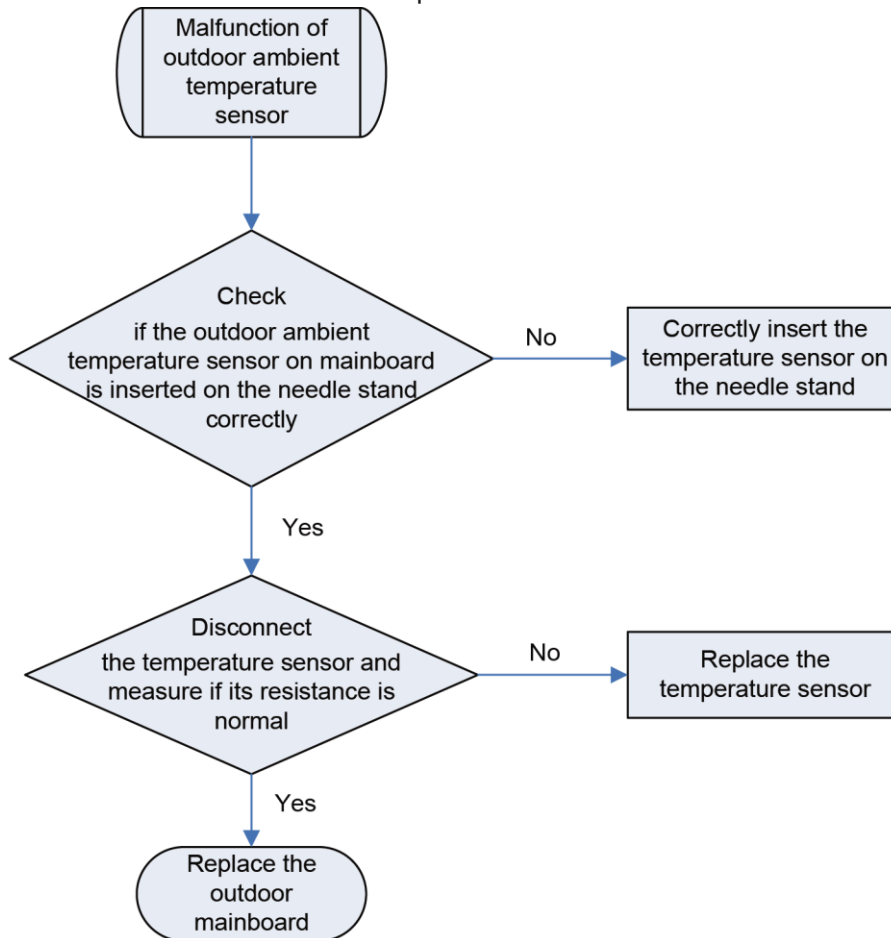 Malfunction of
outdoor ambient
temperature
sensor
Check
if the outdoor ambient
temperature sensor on mainboard
is inserted on the needle stand
correctly
No
Correctly insert the
temperature sensor on
the needle stand
Yes
Disconnect
the temperature sensor and
measure if its resistance is
normal
No
Replace the
temperature sensor
Yes
Replace the
outdoor
mainboard